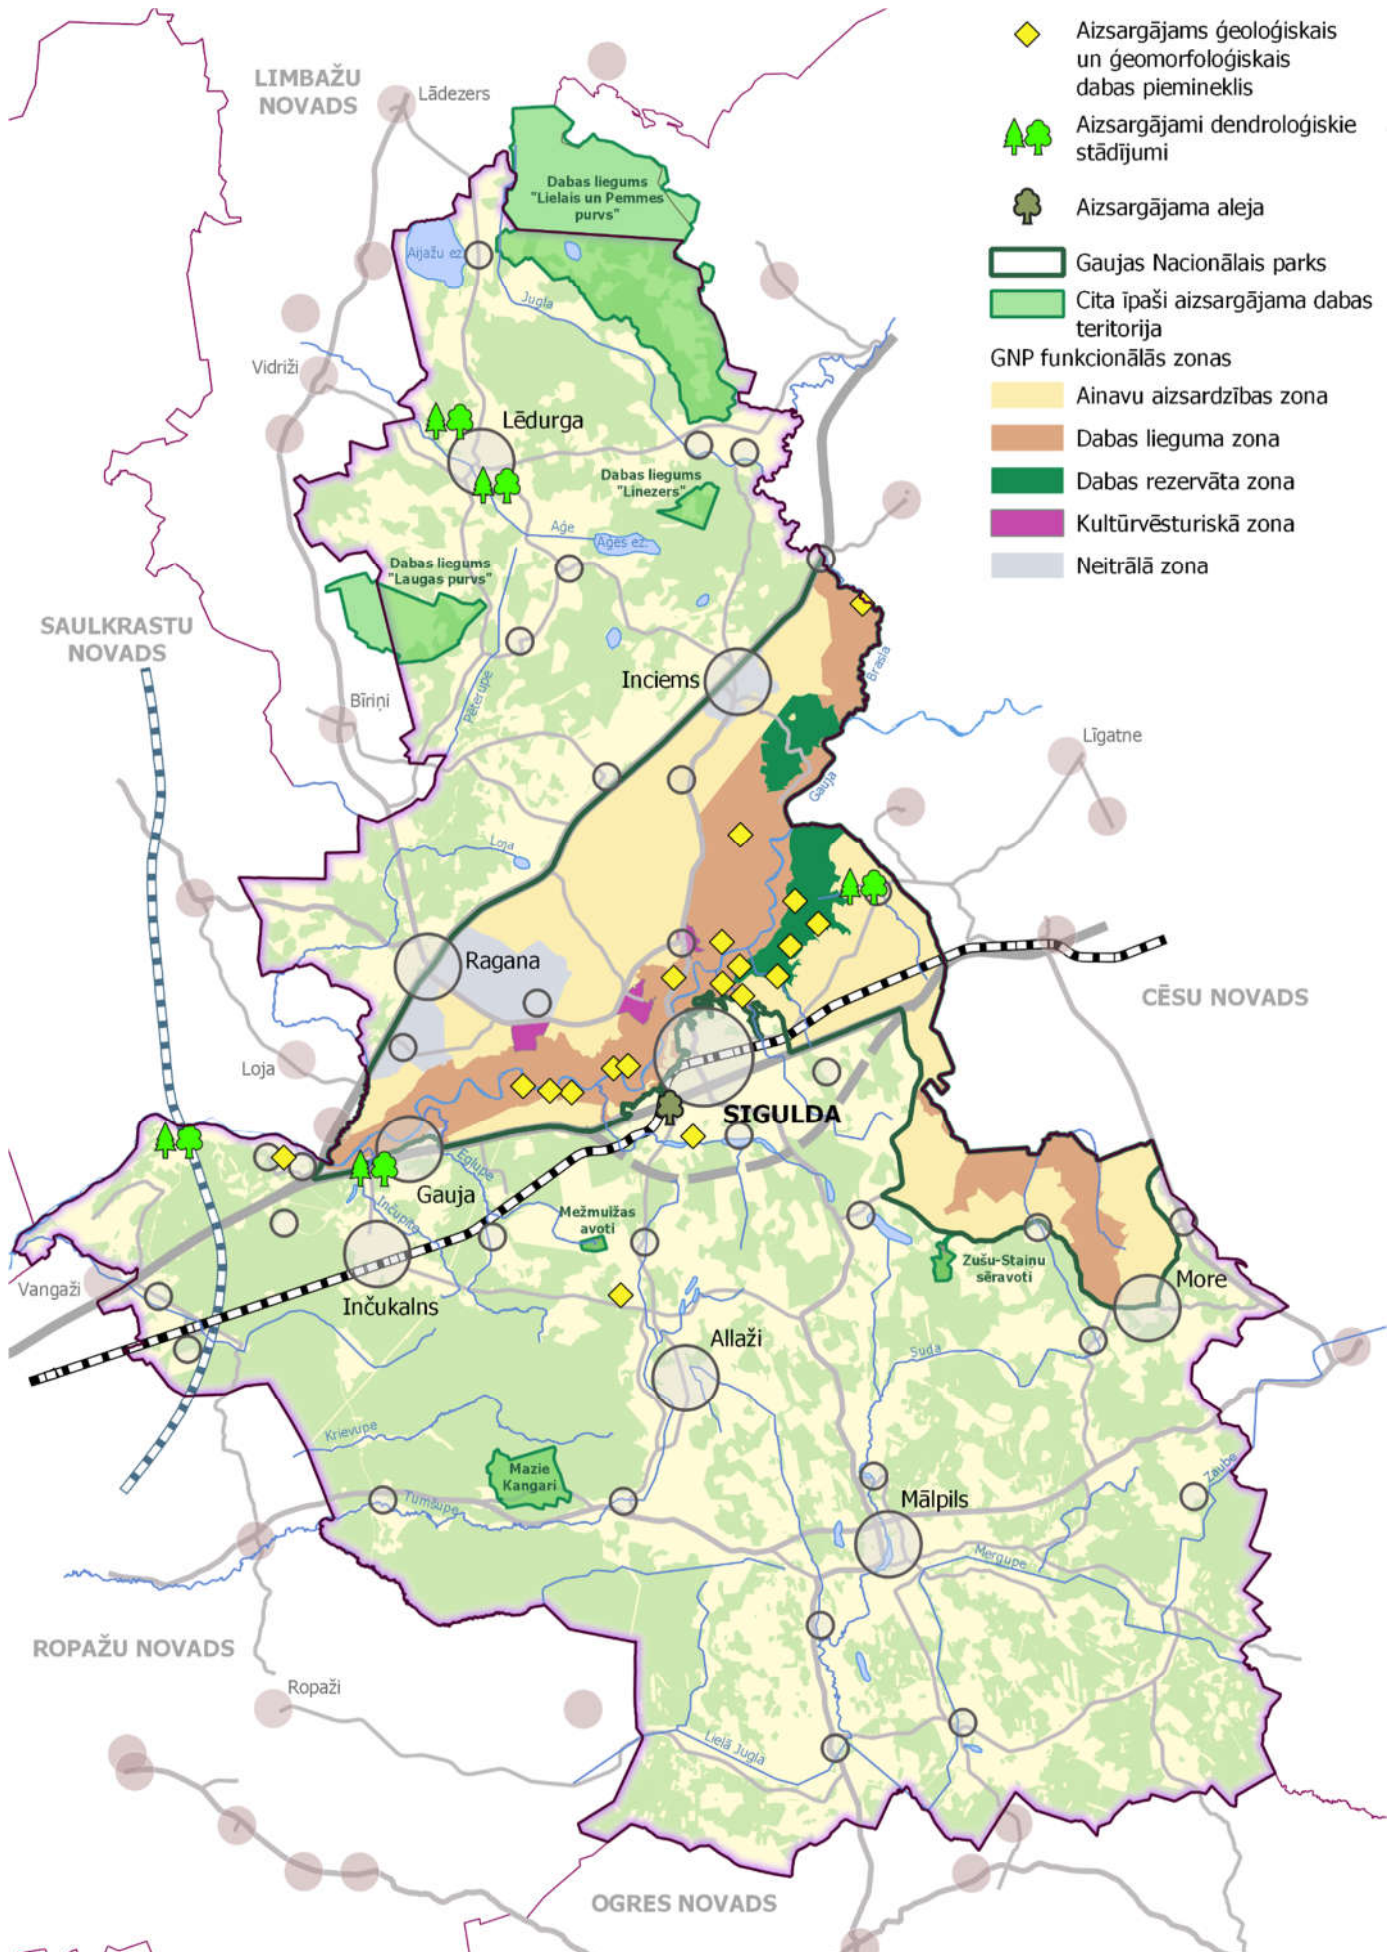 Aizsargājams ģeoloģiskais
un ģeomorfoloģiskais
dabas piemineklis
Aizsargājami dendroloģiskie
stādījumi
Aizsargājama aleja
Gaujas Nacionālais parks
Cita īpaši aizsargājama dabas
teritorija
GNP funkcionālās zonas
Ainavu aizsardzības zona
Dabas lieguma zona
Dabas rezervāta zona
Kultūrvēsturiskā zona
Neitrālā zona
LIMBAŽU
NOVADS
Lādezers
Dabas liegums
"Lielais un Pemmes
purvs"
Aijažu ez.
Jugla
Vidriži
Lēdurga
Dabas liegums
"Linezers"
Aģe
Aģes ez.
Dabas liegums
"Laugas purvs"
SAULKRASTU
NOVADS
Brasla
Inciems
Pēterupe
Bīriņi
Līgatne
Gauja
Loja
Ragana
CĒSU NOVADS
Loja
SIGULDA
Eglupe
Gauja
Inčupite
Mežmuižas
avoti
Zušu-Staiņu
sēravoti
Vangaži
More
Inčukalns
Allaži
Suda
Krievupe
Mazie
Kangari
Tumšupe
Zaube
Mālpils
Mergupe
ROPAŽU NOVADS
Ropaži
Lielā Jugla
OGRES NOVADS